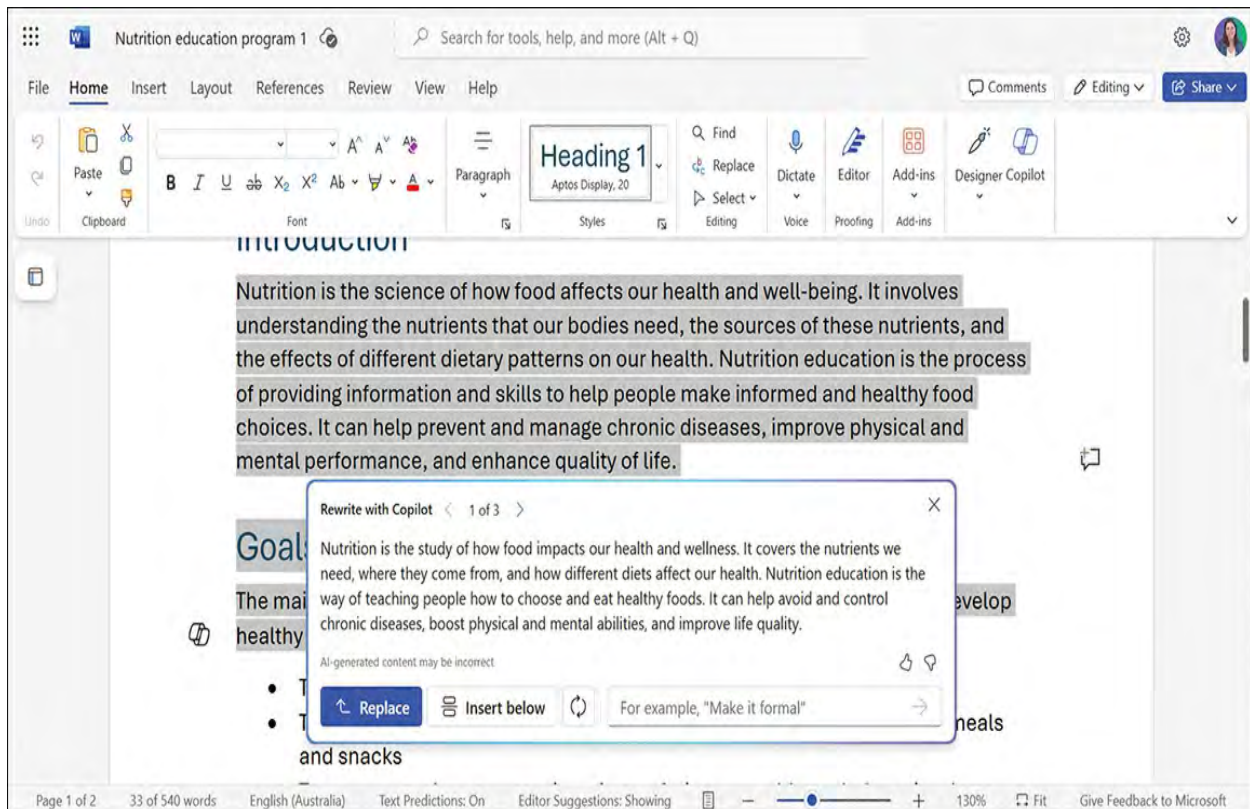 Nutrition education program 1
Search for tools, help, and more (Alt + Q)
File Home Insert Layout References Review View Help
Comments Editing Share
Undo
Paste
Clipboard
B I U ab X2 X2 Ab A
A^ A˅ Ab
Font
Paragraph
Heading 1
Aptos Display, 20
Styles
Find
Replace
Select
Editing
Dictate
Voice
Editor
Proofing
Add-ins
Add-ins
Designer Copilot
Introduction
Nutrition is the science of how food affects our health and well-being. It involves
understanding the nutrients that our bodies need, the sources of these nutrients, and
the effects of different dietary patterns on our health. Nutrition education is the process
of providing information and skills to help people make informed and healthy food
choices. It can help prevent and manage chronic diseases, improve physical and
mental performance, and enhance quality of life.
Rewrite with Copilot < 1 of 3 >
Nutrition is the study of how food impacts our health and wellness. It covers the nutrients we
need, where they come from, and how different diets affect our health. Nutrition education is the
way of teaching people how to choose and eat healthy foods. It can help avoid and control
chronic diseases, boost physical and mental abilities, and improve life quality.
AI-generated content may be incorrect
Replace Insert below For example, "Make it formal"
Goals
The mai
evelop
healthy
• T
• T
meals
and snacks
Page 1 of 2 33 of 540 words English (Australia) Text Predictions: On Editor Suggestions: Showing 130% Fit Give Feedback to Microsoft